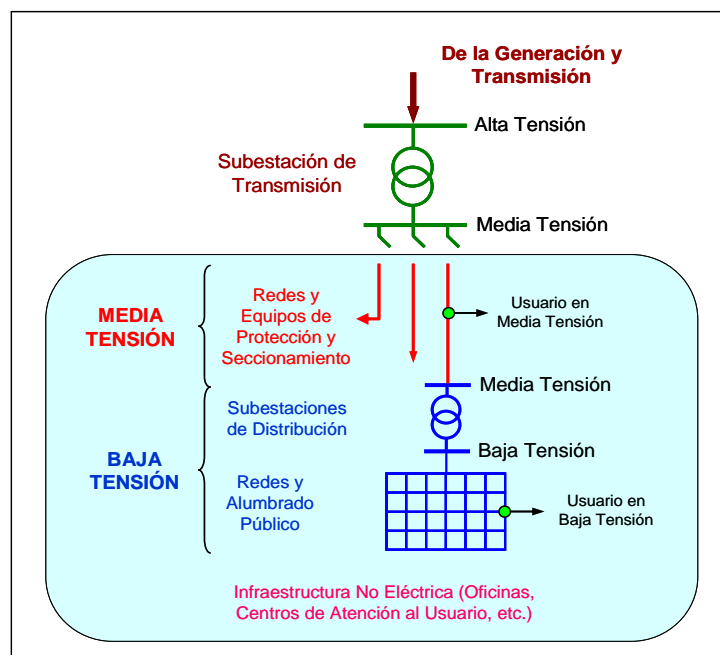 De la Generación y
Transmisión
Alta Tensión
Subestación de
Transmisión
Media Tensión
MEDIA
TENSIÓN
Redes y
Equipos de
Protección y
Seccionamiento
Usuario en
Media Tensión
Media Tensión
Subestaciones
de Distribución
BAJA
TENSIÓN
Baja Tensión
Redes y
Alumbrado
Público
Usuario en
Baja Tensión
Infraestructura No Eléctrica (Oficinas,
Centros de Atención al Usuario, etc.)